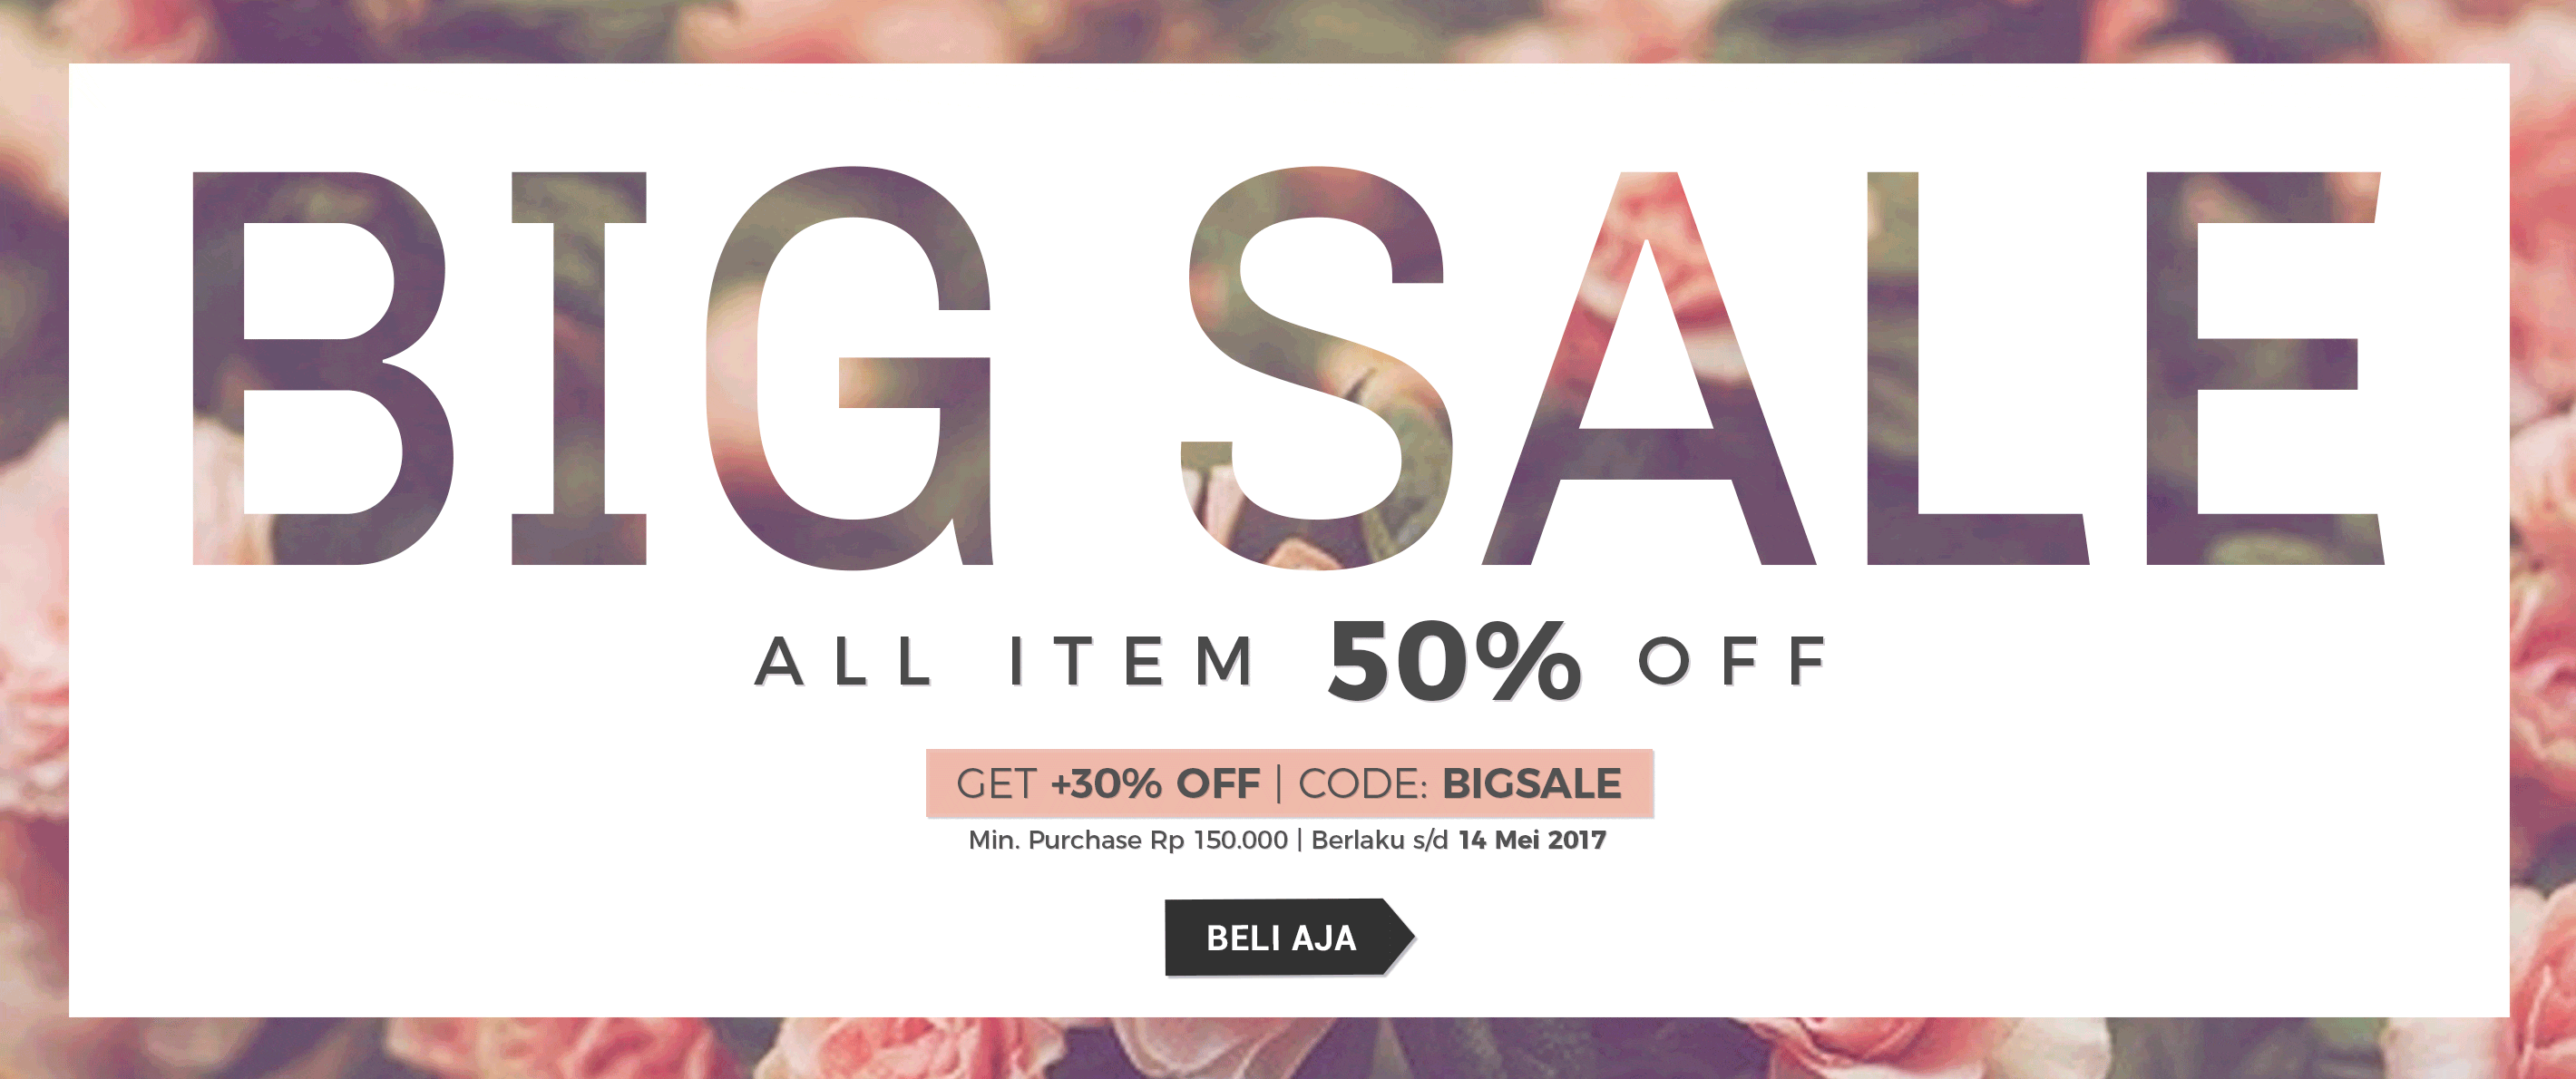 BIG SALE
ALL ITEM 50% OFF
GET +30% OFF | CODE: BIGSALE
Min. Purchase Rp 150.000 | Berlaku s/d 14 Mei 2017
BELI AJA